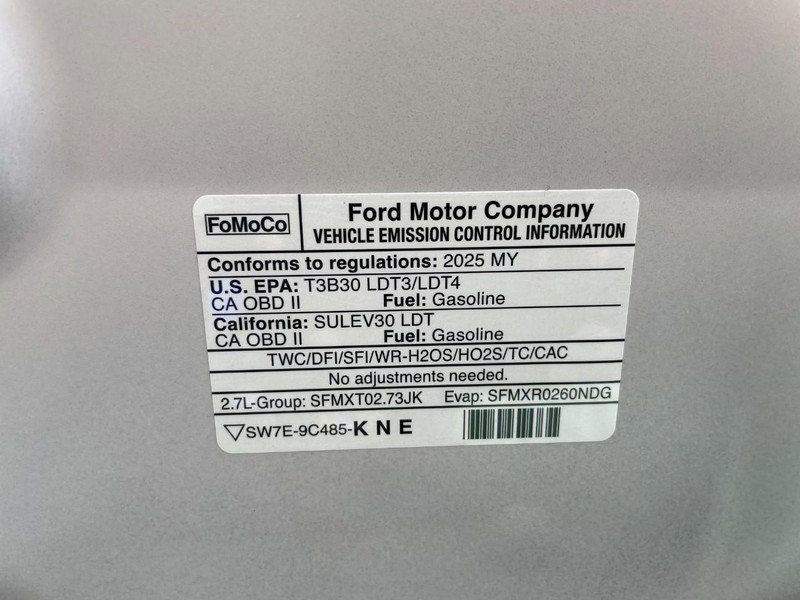 FoMoCo
Ford Motor Company
VEHICLE EMISSION CONTROL INFORMATION
Conforms to regulations: 2025 MY
U.S. EPA: T3B30 LDT3/LDT4
CA OBD II Fuel: Gasoline
California: SULEV30 LDT
CA OBD II Fuel: Gasoline
TWC/DFI/SFI/WR-H2OS/HO2S/TC/CAC
No adjustments needed.
2.7L-Group: SFMXT02.73JK Evap: SFMXR0260NDG
▽SW7E-9C485-K N E